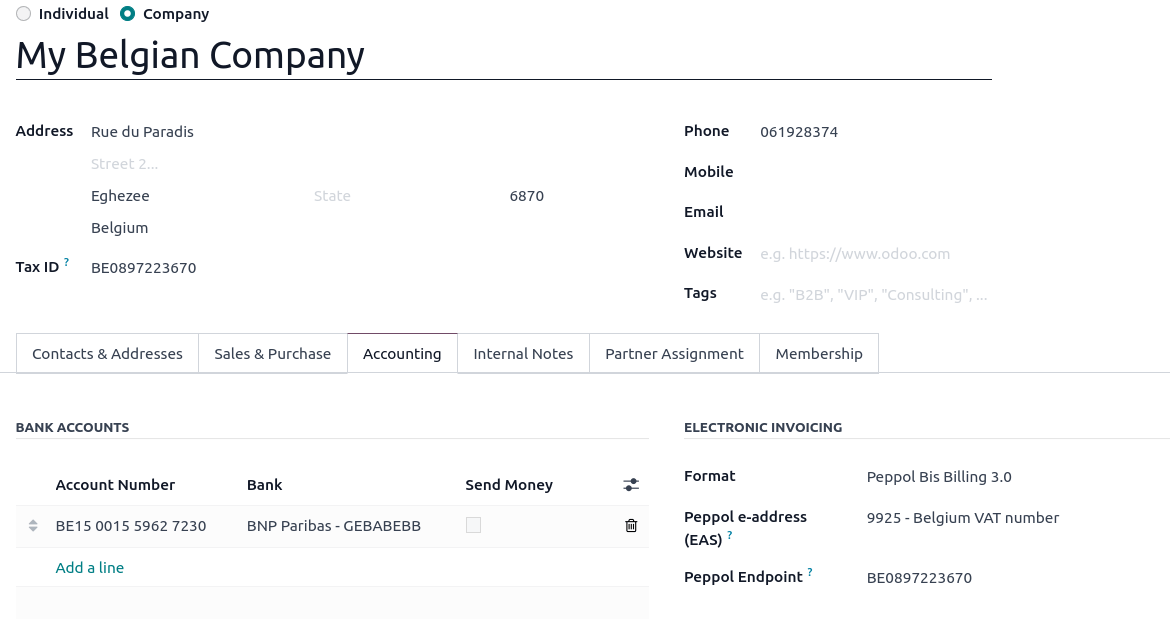 Individual Company
My Belgian Company
Address Rue du Paradis
Street 2...
Eghezee State 6870
Belgium
Tax ID ? BE0897223670
Phone 061928374
Mobile
Email
Website e.g. https://www.odoo.com
Tags e.g. "B2B", "VIP", "Consulting", ...
Contacts & Addresses Sales & Purchase Accounting Internal Notes Partner Assignment Membership
BANK ACCOUNTS
Account Number Bank Send Money
BE15 0015 5962 7230 BNP Paribas - GEBABEBB
Add a line
ELECTRONIC INVOICING
Format Peppol Bis Billing 3.0
Peppol e-address 9925 - Belgium VAT number
(EAS) ?
Peppol Endpoint ? BE0897223670